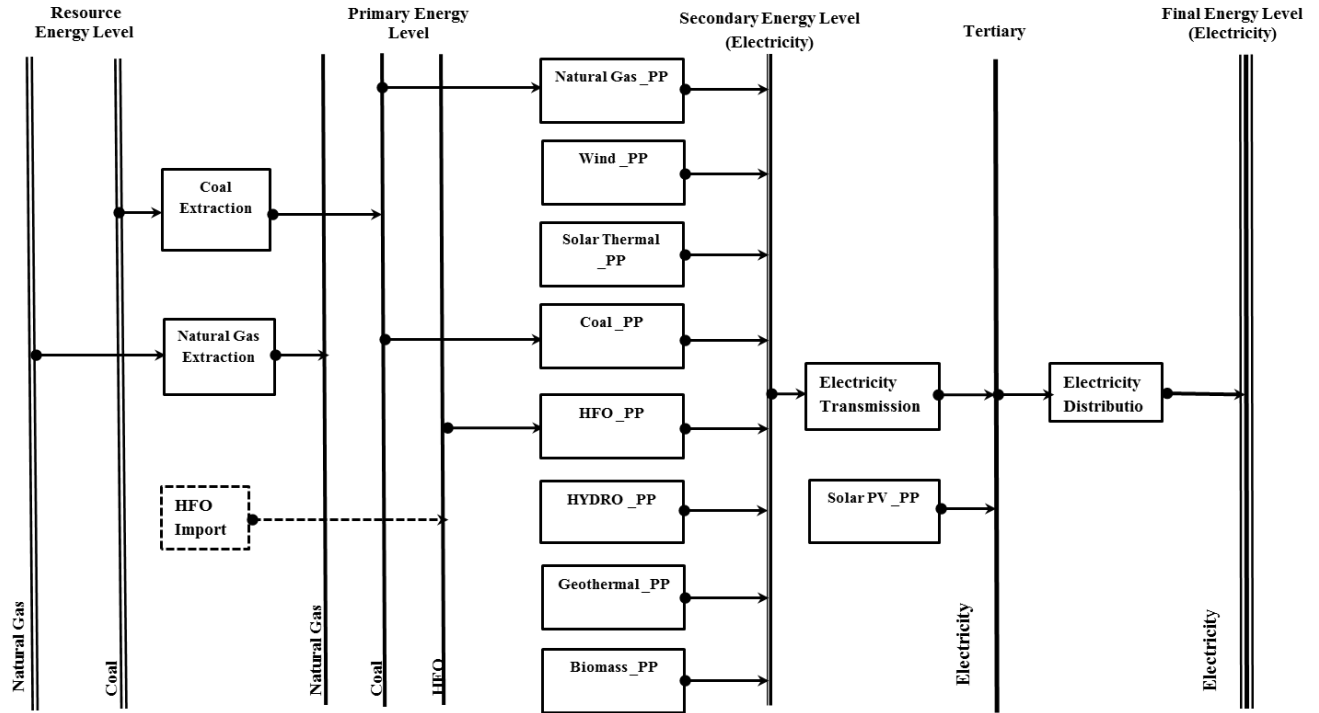 Resource
Energy Level
Primary Energy
Level
Secondary Energy Level
(Electricity)
Tertiary
Final Energy Level
(Electricity)
Natural Gas _PP
Wind _PP
Coal
Extraction
Solar Thermal
_PP
Natural Gas
Extraction
Coal _PP
Electricity
Transmission
Electricity
Distributio
HFO _PP
HFO
Import
HYDRO _PP
Solar PV _PP
Geothermal _PP
Biomass _PP
Natural Gas
Coal
Natural Gas
Coal
HFO
Electricity
Electricity